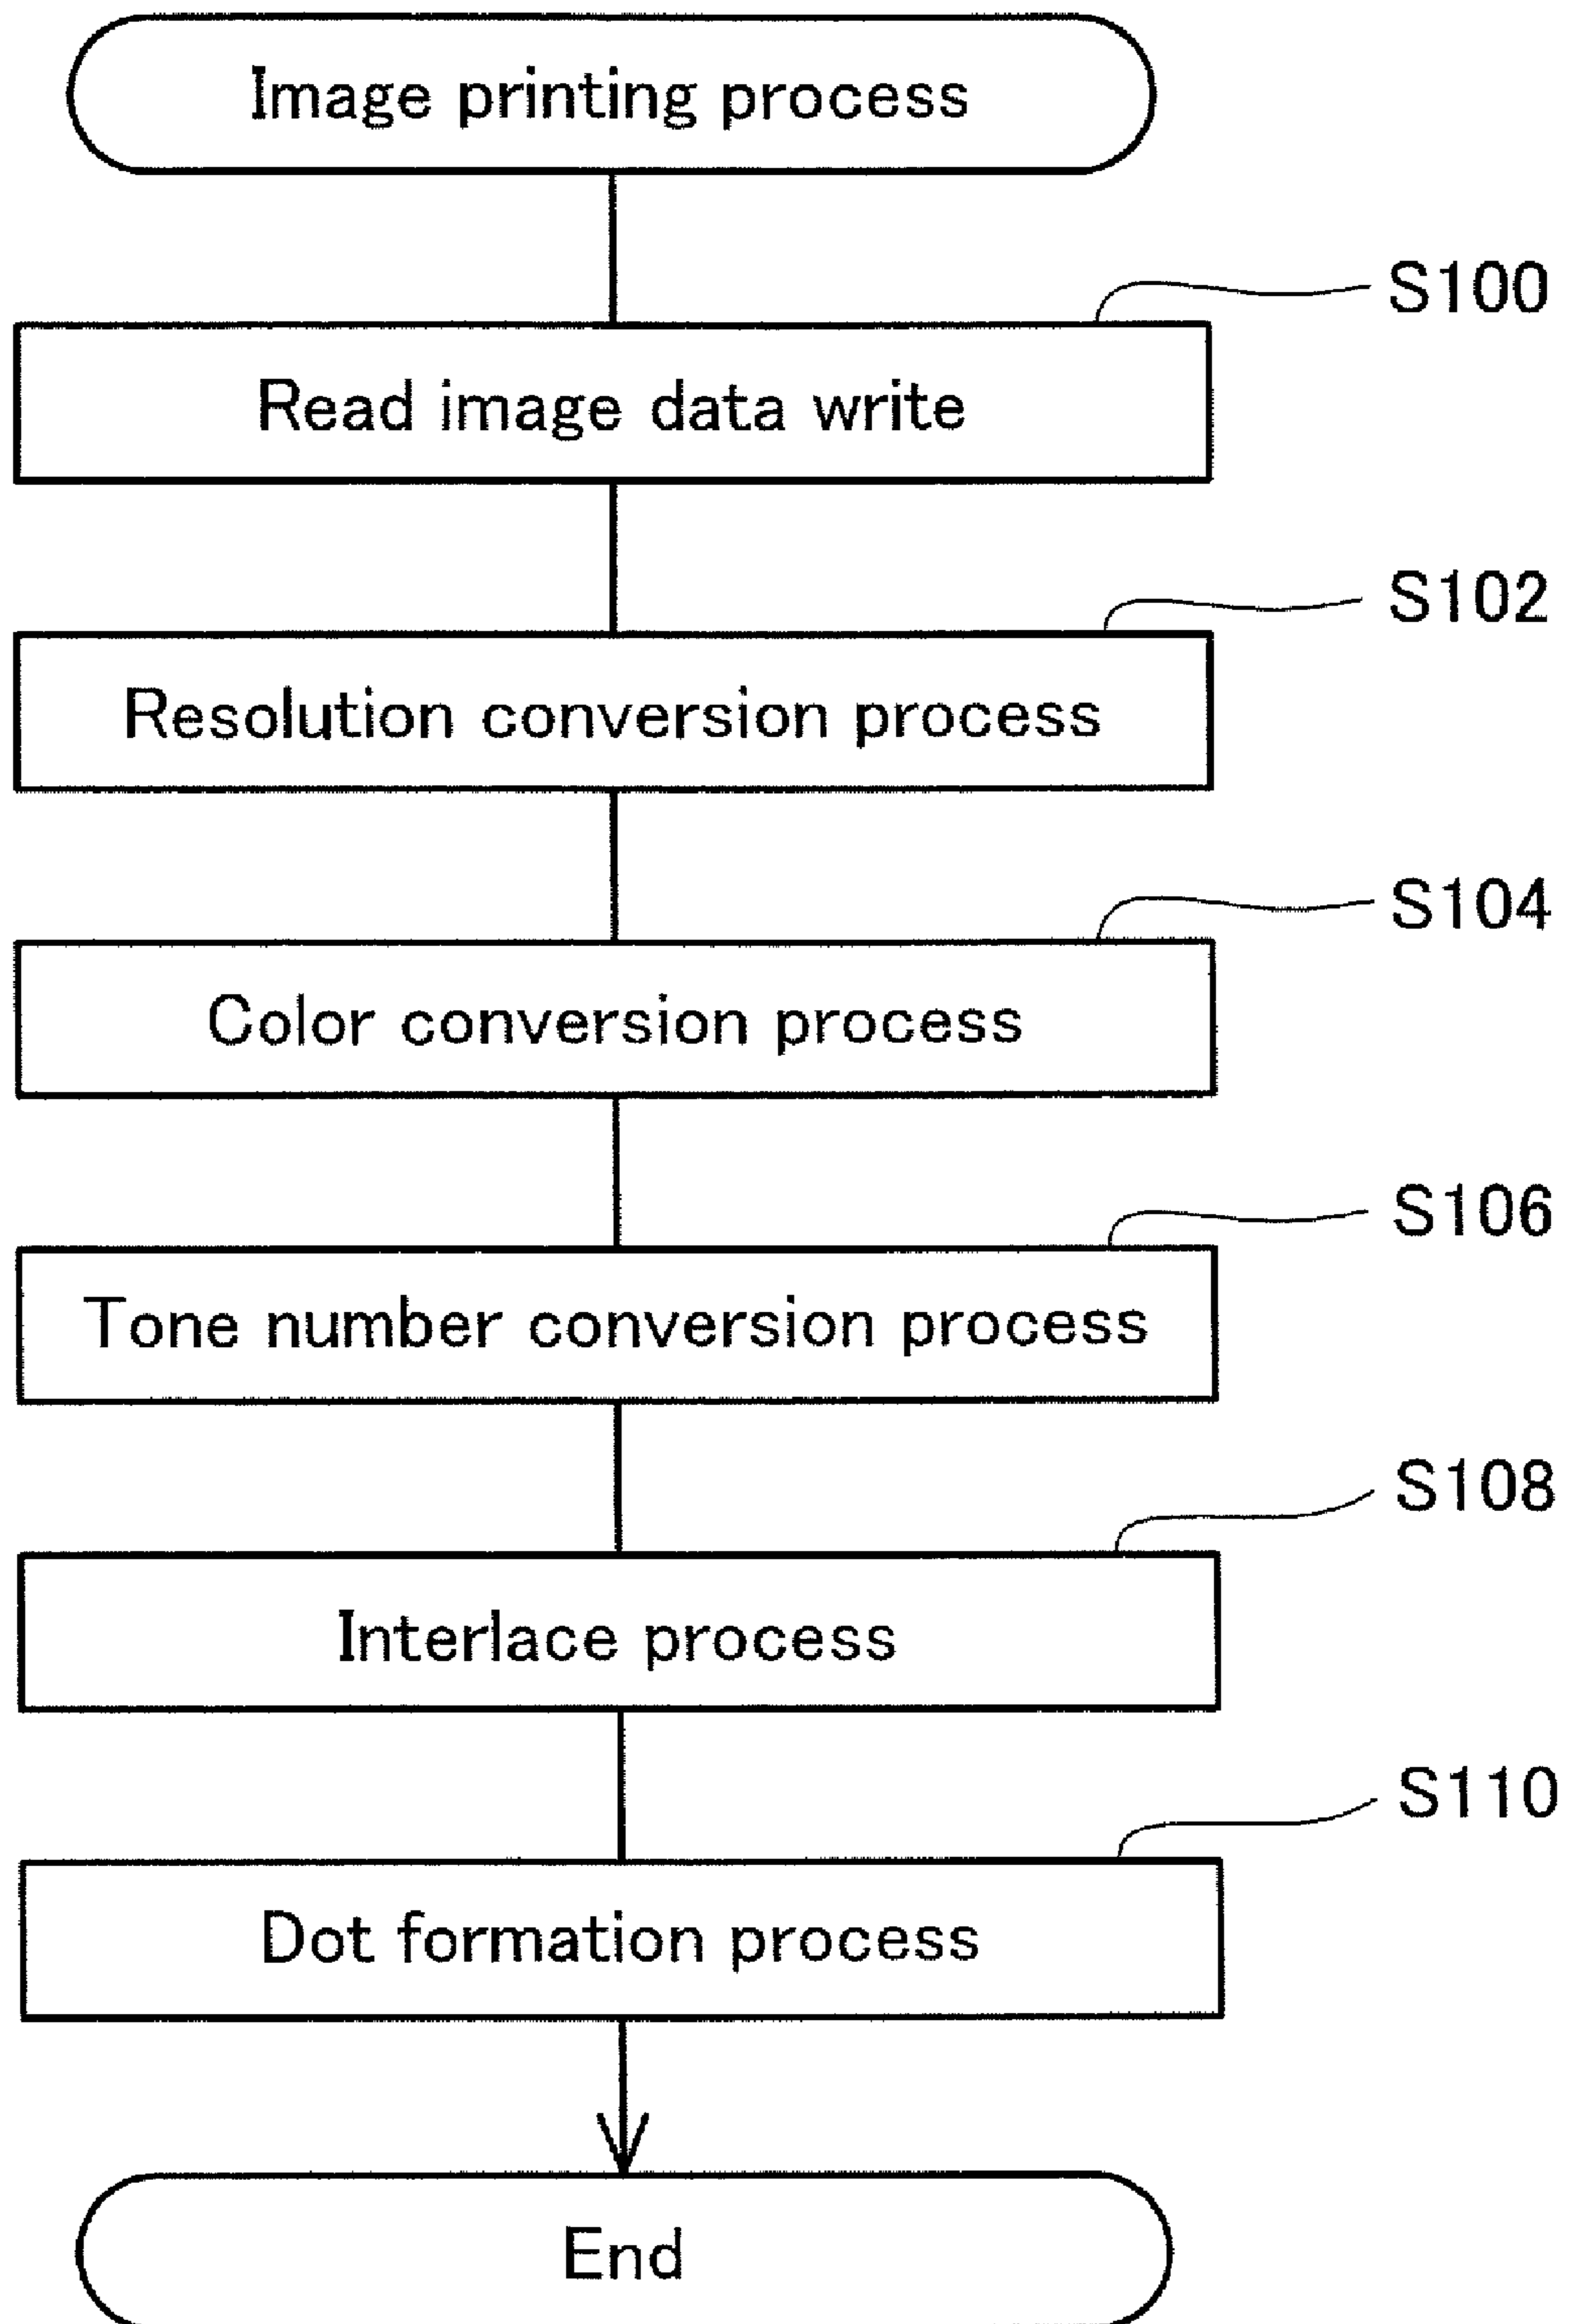 Image printing process
S100
Read image data write
S102
Resolution conversion process
S104
Color conversion process
S106
Tone number conversion process
S108
Interlace process
S110
Dot formation process
End